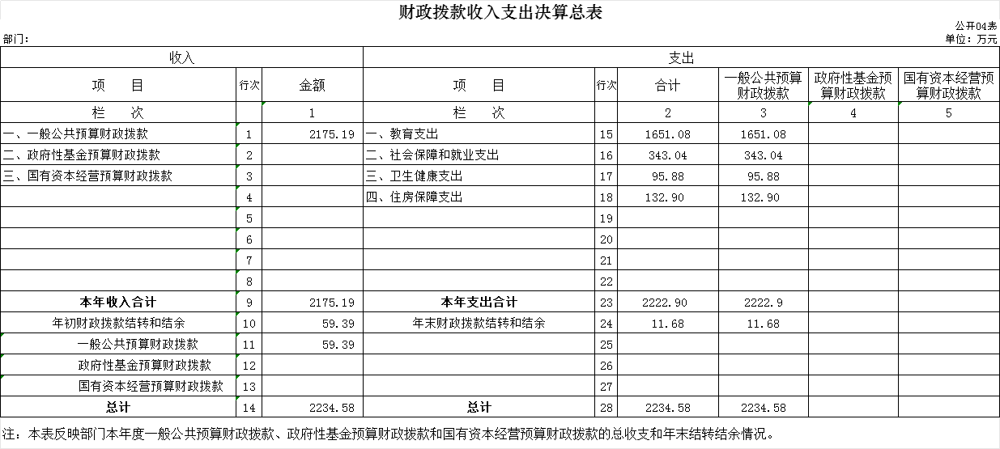 财政拨款收入支出决算总表
公开04表
部门： 单位：万元
收入 支出
项 目 行次 金额 项 目 行次 合计 一般公共预算财政拨款 政府性基金预算财政拨款 国有资本经营预算财政拨款
栏 次 1 栏 次 2 3 4 5
一、一般公共预算财政拨款 1 2175.19 一、教育支出 15 1651.08 1651.08
二、政府性基金预算财政拨款 2 二、社会保障和就业支出 16 343.04 343.04
三、国有资本经营预算财政拨款 3 三、卫生健康支出 17 95.88 95.88
4 四、住房保障支出 18 132.90 132.90
5 19
6 20
7 21
8 22
本年收入合计 9 2175.19 本年支出合计 23 2222.90 2222.9
年初财政拨款结转和结余 10 59.39 年末财政拨款结转和结余 24 11.68 11.68
一般公共预算财政拨款 11 59.39 25
政府性基金预算财政拨款 12 26
国有资本经营预算财政拨款 13 27
总计 14 2234.58 总计 28 2234.58 2234.58
注：本表反映部门本年度一般公共预算财政拨款、政府性基金预算财政拨款和国有资本经营预算财政拨款的总收支和年末结转结余情况。